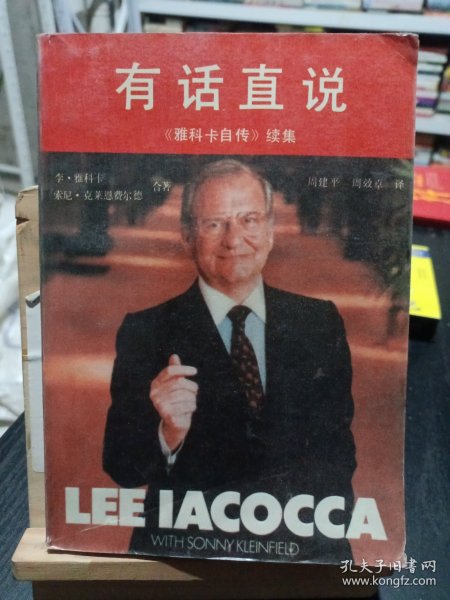 有话直说
《雅科卡自传》续集
李·雅科卡
索尼·克莱恩费尔德
合著
周建平 周效卓 译
LEE IACOCCA
WITH SONNY KLEINFIELD
孔夫子旧书网
www.kongfz.com